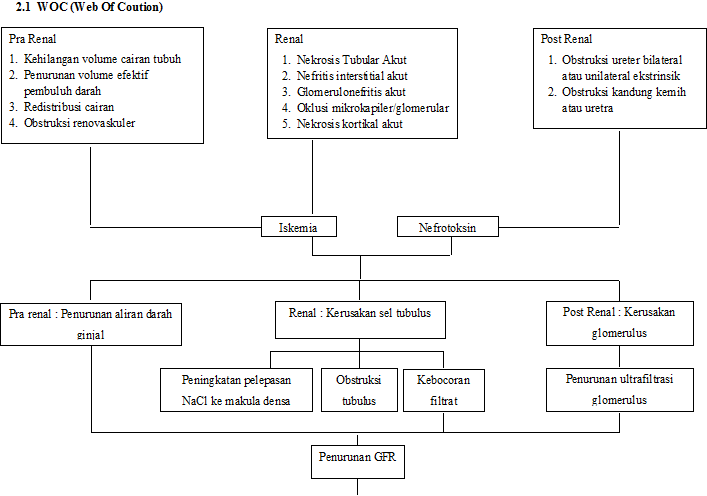 2.1 WOC (Web Of Coution)
Pra Renal
1. Kehilangan volume cairan tubuh
2. Penurunan volume efektif
pembuluh darah
3. Redistribusi cairan
4. Obstruksi renovaskuler
Renal
1. Nekrosis Tubular Akut
2. Nefritis interstitial akut
3. Glomerulonefritis akut
4. Oklusi mikrokapiler/glomerular
5. Nekrosis kortikal akut
Post Renal
1. Obstruksi ureter bilateral
atau unilateral ekstrinsik
2. Obstruksi kandung kemih
atau uretra
Iskemia
Nefrotoksin
Pra renal : Penurunan aliran darah
ginjal
Renal : Kerusakan sel tubulus
Post Renal : Kerusakan
glomerulus
Peningkatan pelepasan
NaCl ke makula densa
Obstruksi
tubulus
Kebocoran
filtrat
Penurunan ultrafiltrasi
glomerulus
Penurunan GFR